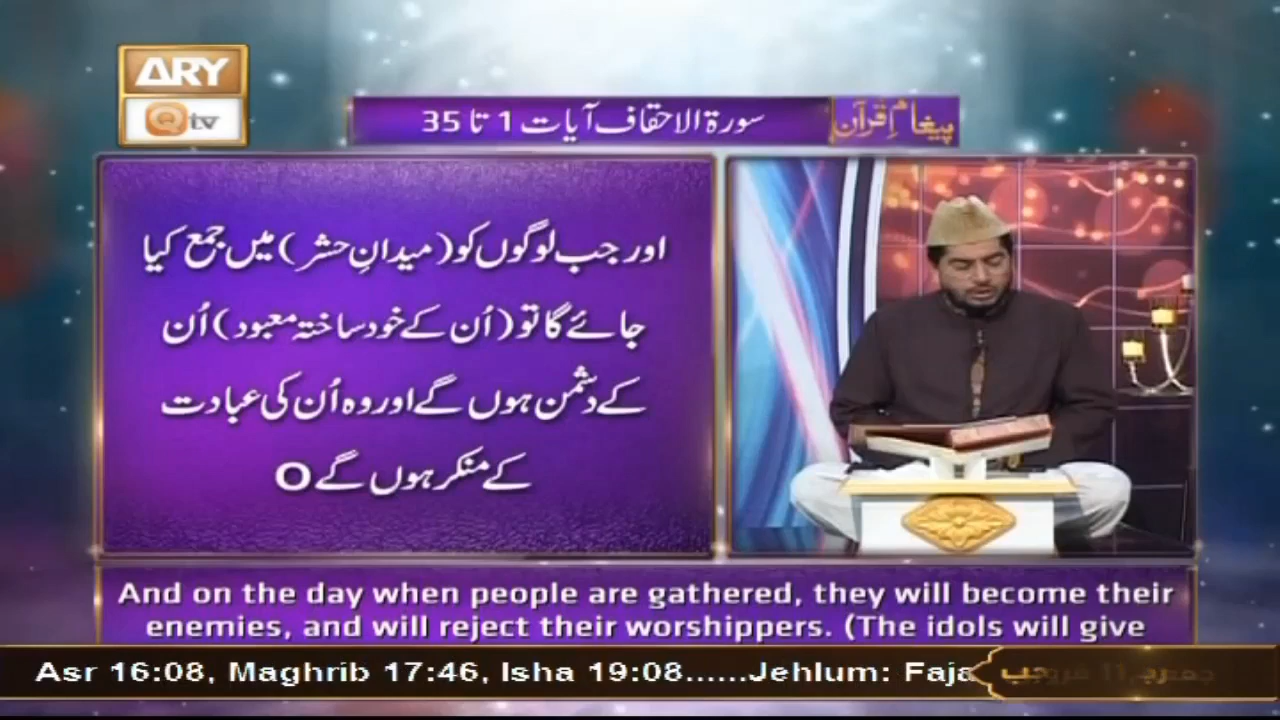 ARY
Qtv
سورۃ الاحقاف آیات 1 تا 35
پیغامِ قرآن
اور جب لوگوں کو (میدانِ حشر) میں جمع کیا
جائے گا تو (اُن کے خود ساختہ معبود) اُن
کے دشمن ہوں گے اور وہ اُن کی عبادت
کے منکر ہوں گے O
And on the day when people are gathered, they will become their
enemies, and will reject their worshippers. (The idols will give
Asr 16:08, Maghrib 17:46, Isha 19:08......Jehlum: Faja